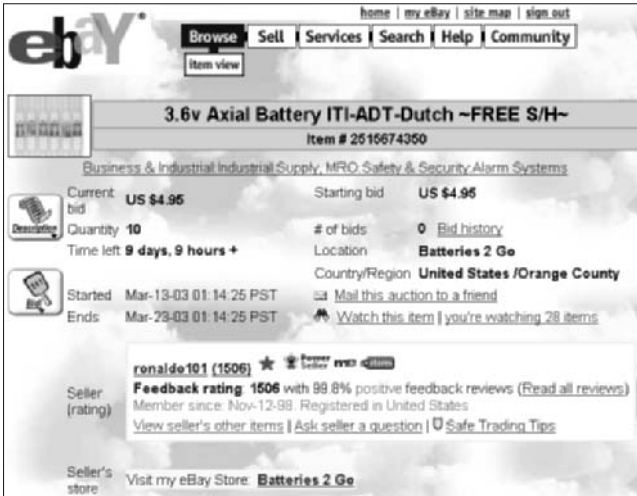 home | my eBay | site map | sign out
ebaY®
Browse Sell Services Search Help Community
item view
3.6v Axial Battery ITI-ADT-Dutch ~FREE S/H~
Item # 2515674350
Business & Industrial:Industrial Supply, MRO:Safety & Security:Alarm Systems
Current bid US $4.95 Starting bid US $4.95
Description Quantity 10 # of bids 0 Bid history
Time left 9 days, 9 hours + Location Batteries 2 Go
Country/Region United States /Orange County
Bid Started Mar-13-03 01:14:25 PST Mail this auction to a friend
Ends Mar-23-03 01:14:25 PST Watch this item | you're watching 28 items
Seller (rating) ronaldo101 (1506) Power Seller me stores
Feedback rating: 1506 with 99.8% positive feedback reviews (Read all reviews)
Member since: Nov-12-98. Registered in United States
View seller's other items | Ask seller a question | Safe Trading Tips
Seller's store Visit my eBay Store: Batteries 2 Go